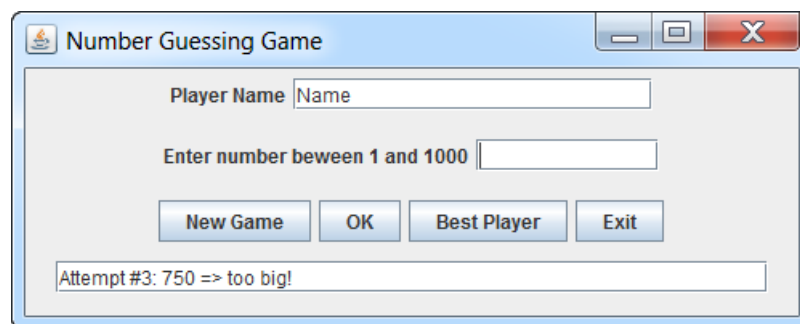 Number Guessing Game
Player Name Name
Enter number beween 1 and 1000
New Game OK Best Player Exit
Attempt #3: 750 => too big!